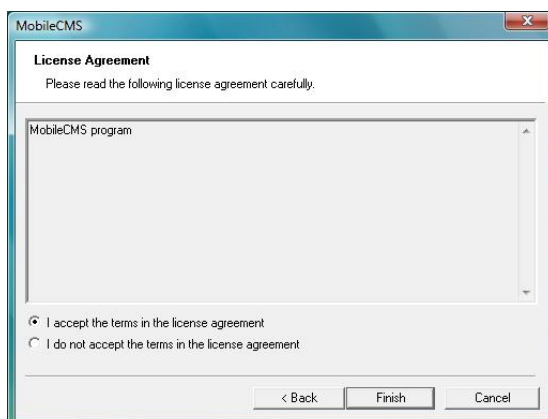 MobileCMS
License Agreement
Please read the following license agreement carefully.
MobileCMS program
I accept the terms in the license agreement
I do not accept the terms in the license agreement
< Back
Finish
Cancel